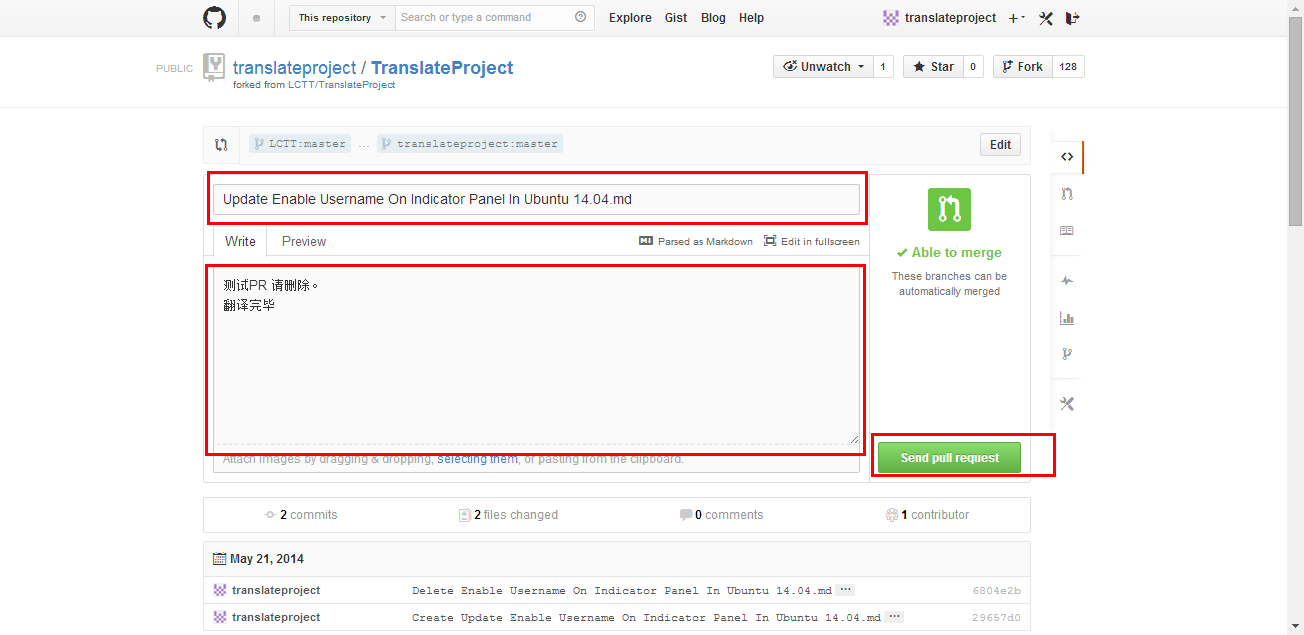 This repository
Search or type a command
Explore
Gist
Blog
Help
translateproject
PUBLIC
translateproject / TranslateProject
forked from LCTT/TranslateProject
Unwatch
1
Star
0
Fork
128
LCTT:master
...
translateproject:master
Edit
Update Enable Username On Indicator Panel In Ubuntu 14.04.md
Write
Preview
Parsed as Markdown
Edit in fullscreen
测试PR 请删除。
翻译完毕
Attach images by dragging & dropping, selecting them, or pasting from the clipboard.
Able to merge
These branches can be
automatically merged
Send pull request
2 commits
2 files changed
0 comments
1 contributor
May 21, 2014
translateproject
Delete Enable Username On Indicator Panel In Ubuntu 14.04.md
6804e2b
translateproject
Create Update Enable Username On Indicator Panel In Ubuntu 14.04.md
29657d0